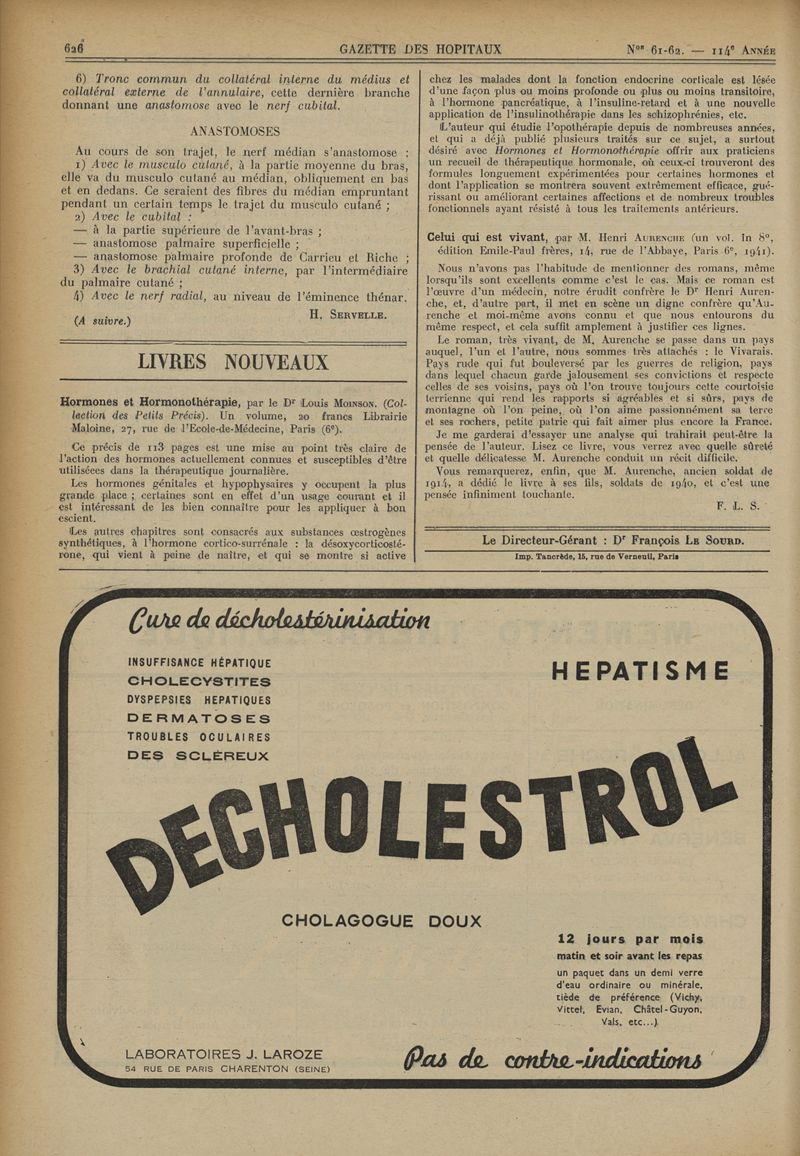 626
GAZETTE DES HOPITAUX
Nos 61-62. — 114e ANNÉE
6) Tronc commun du collatéral interne du médius et
collatéral externe de l'annulaire, cette dernière branche
donnant une anastomose avec le nerf cubital.
ANASTOMOSES
Au cours de son trajet, le nerf médian s'anastomose :
1) Avec le musculo cutané, à la partie moyenne du bras,
elle va du musculo cutané au médian, obliquement en bas
et en dedans. Ce seraient des fibres du médian empruntant
pendant un certain temps le trajet du musculo cutané ;
2) Avec le cubital :
— à la partie supérieure de l'avant-bras ;
— anastomose palmaire superficielle ;
— anastomose palmaire profonde de Carrieu et Riche ;
3) Avec le brachial cutané interne, par l'intermédiaire
du palmaire cutané ;
4) Avec le nerf radial, au niveau de l'éminence thénar.
(A suivre.)
H. SERVELLE.
LIVRES NOUVEAUX
Hormones et Hormonothérapie, par le Dr Louis MOINSON. (Col-
lection des Petits Précis). Un volume, 20 francs Librairie
Maloine, 27, rue de l'Ecole-de-Médecine, Paris (6e).
Ce précis de 113 pages est une mise au point très claire de
l'action des hormones actuellement connues et susceptibles d'être
utilisées dans la thérapeutique journalière.
Les hormones génitales et hypophysaires y occupent la plus
grande place ; certaines sont en effet d'un usage courant et il
est intéressant de les bien connaître pour les appliquer à bon
escient.
Les autres chapitres sont consacrés aux substances œstrogènes
synthétiques, à l'hormone cortico-surrénale : la désoxycorticosté-
rone, qui vient à peine de naître, et qui se montre si active
chez les malades dont la fonction endocrine corticale est lésée
d'une façon plus ou moins profonde ou plus ou moins transitoire,
à l'hormone pancréatique, à l'insuline-retard et à une nouvelle
application de l'insulinothérapie dans les schizophrénies, etc.
L'auteur qui étudie l'opothérapie depuis de nombreuses années,
et qui a déjà publié plusieurs traités sur ce sujet, a surtout
désiré avec Hormones et Hormonothérapie offrir aux praticiens
un recueil de thérapeutique hormonale, où ceux-ci trouveront des
formules longuement expérimentées pour certaines hormones et
dont l'application se montrera souvent extrêmement efficace, gué-
rissant ou améliorant certaines affections et de nombreux troubles
fonctionnels ayant résisté à tous les traitements antérieurs.
Celui qui est vivant, par M. Henri AURENCHE (un vol. in 8°,
édition Emile-Paul frères, 14, rue de l'Abbaye, Paris 6e, 1941).
Nous n'avons pas l'habitude de mentionner des romans, même
lorsqu'ils sont excellents comme c'est le cas. Mais ce roman est
l'œuvre d'un médecin, notre érudit confrère le Dr Henri Auren-
che, et, d'autre part, il met en scène un digne confrère qu'Au-
renche et moi-même avons connu et que nous entourons du
même respect, et cela suffit amplement à justifier ces lignes.
Le roman, très vivant, de M. Aurenche se passe dans un pays
auquel, l'un et l'autre, nous sommes très attachés : le Vivarais.
Pays rude qui fut bouleversé par les guerres de religion, pays
dans lequel chacun garde jalousement ses convictions et respecte
celles de ses voisins, pays où l'on trouve toujours cette courtoisie
terrienne qui rend les rapports si agréables et si sûrs, pays de
montagne où l'on peine, où l'on aime passionnément sa terre
et ses rochers, petite patrie qui fait aimer plus encore la France.
Je me garderai d'essayer une analyse qui trahirait peut-être la
pensée de l'auteur. Lisez ce livre, vous verrez avec quelle sûreté
et quelle délicatesse M. Aurenche conduit un récit difficile.
Vous remarquerez, enfin, que M. Aurenche, ancien soldat de
1914, a dédié le livre à ses fils, soldats de 1940, et c'est une
pensée infiniment touchante.
F. L. S.
Le Directeur-Gérant : Dr François LE SOURD.
Imp. Tancrède, 15, rue de Verneuil, Paris
Cure de décholestérinisation
INSUFFISANCE HÉPATIQUE
CHOLECYSTITES
DYSPEPSIES HEPATIQUES
DERMATOSES
TROUBLES OCULAIRES
DES SCLÉREUX
HEPATISME
DECHOLESTROL
CHOLAGOGUE DOUX
12 jours par mois
matin et soir avant les repas
un paquet dans un demi verre
d'eau ordinaire ou minérale,
tiède de préférence (Vichy,
Vittel, Evian, Châtel-Guyon,
Vals, etc...)
LABORATOIRES J. LAROZE
54 RUE DE PARIS CHARENTON (SEINE)
Pas de contre-indications